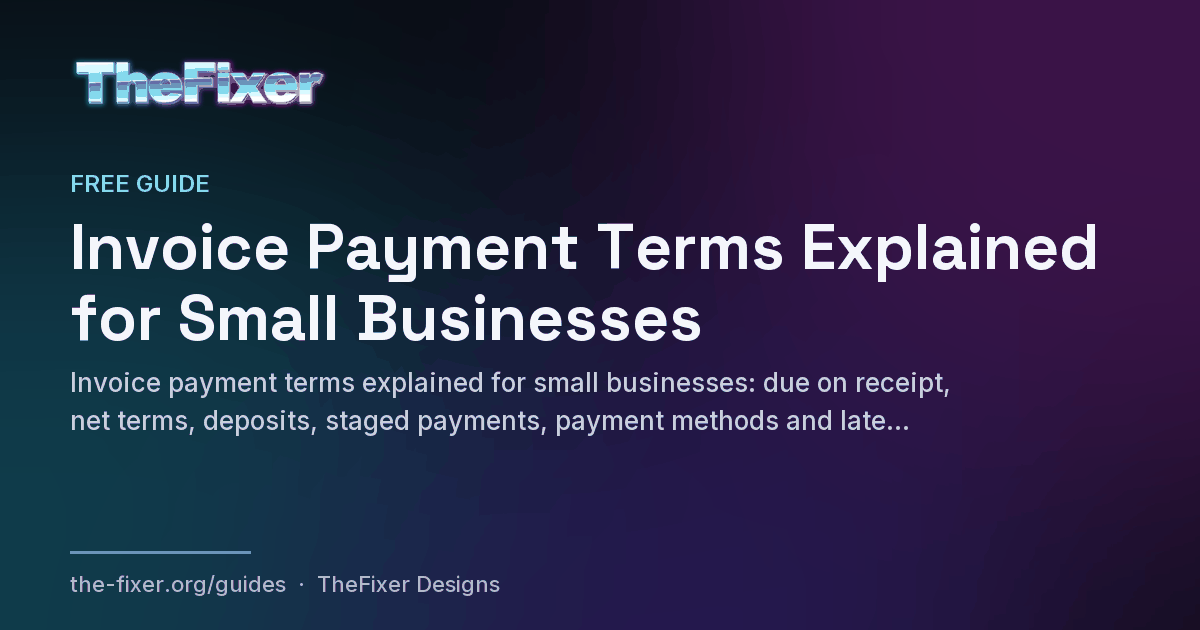 TheFixer
FREE GUIDE
Invoice Payment Terms Explained
for Small Businesses
Invoice payment terms explained for small businesses: due on receipt,
net terms, deposits, staged payments, payment methods and late...
the-fixer.org/guides · TheFixer Designs